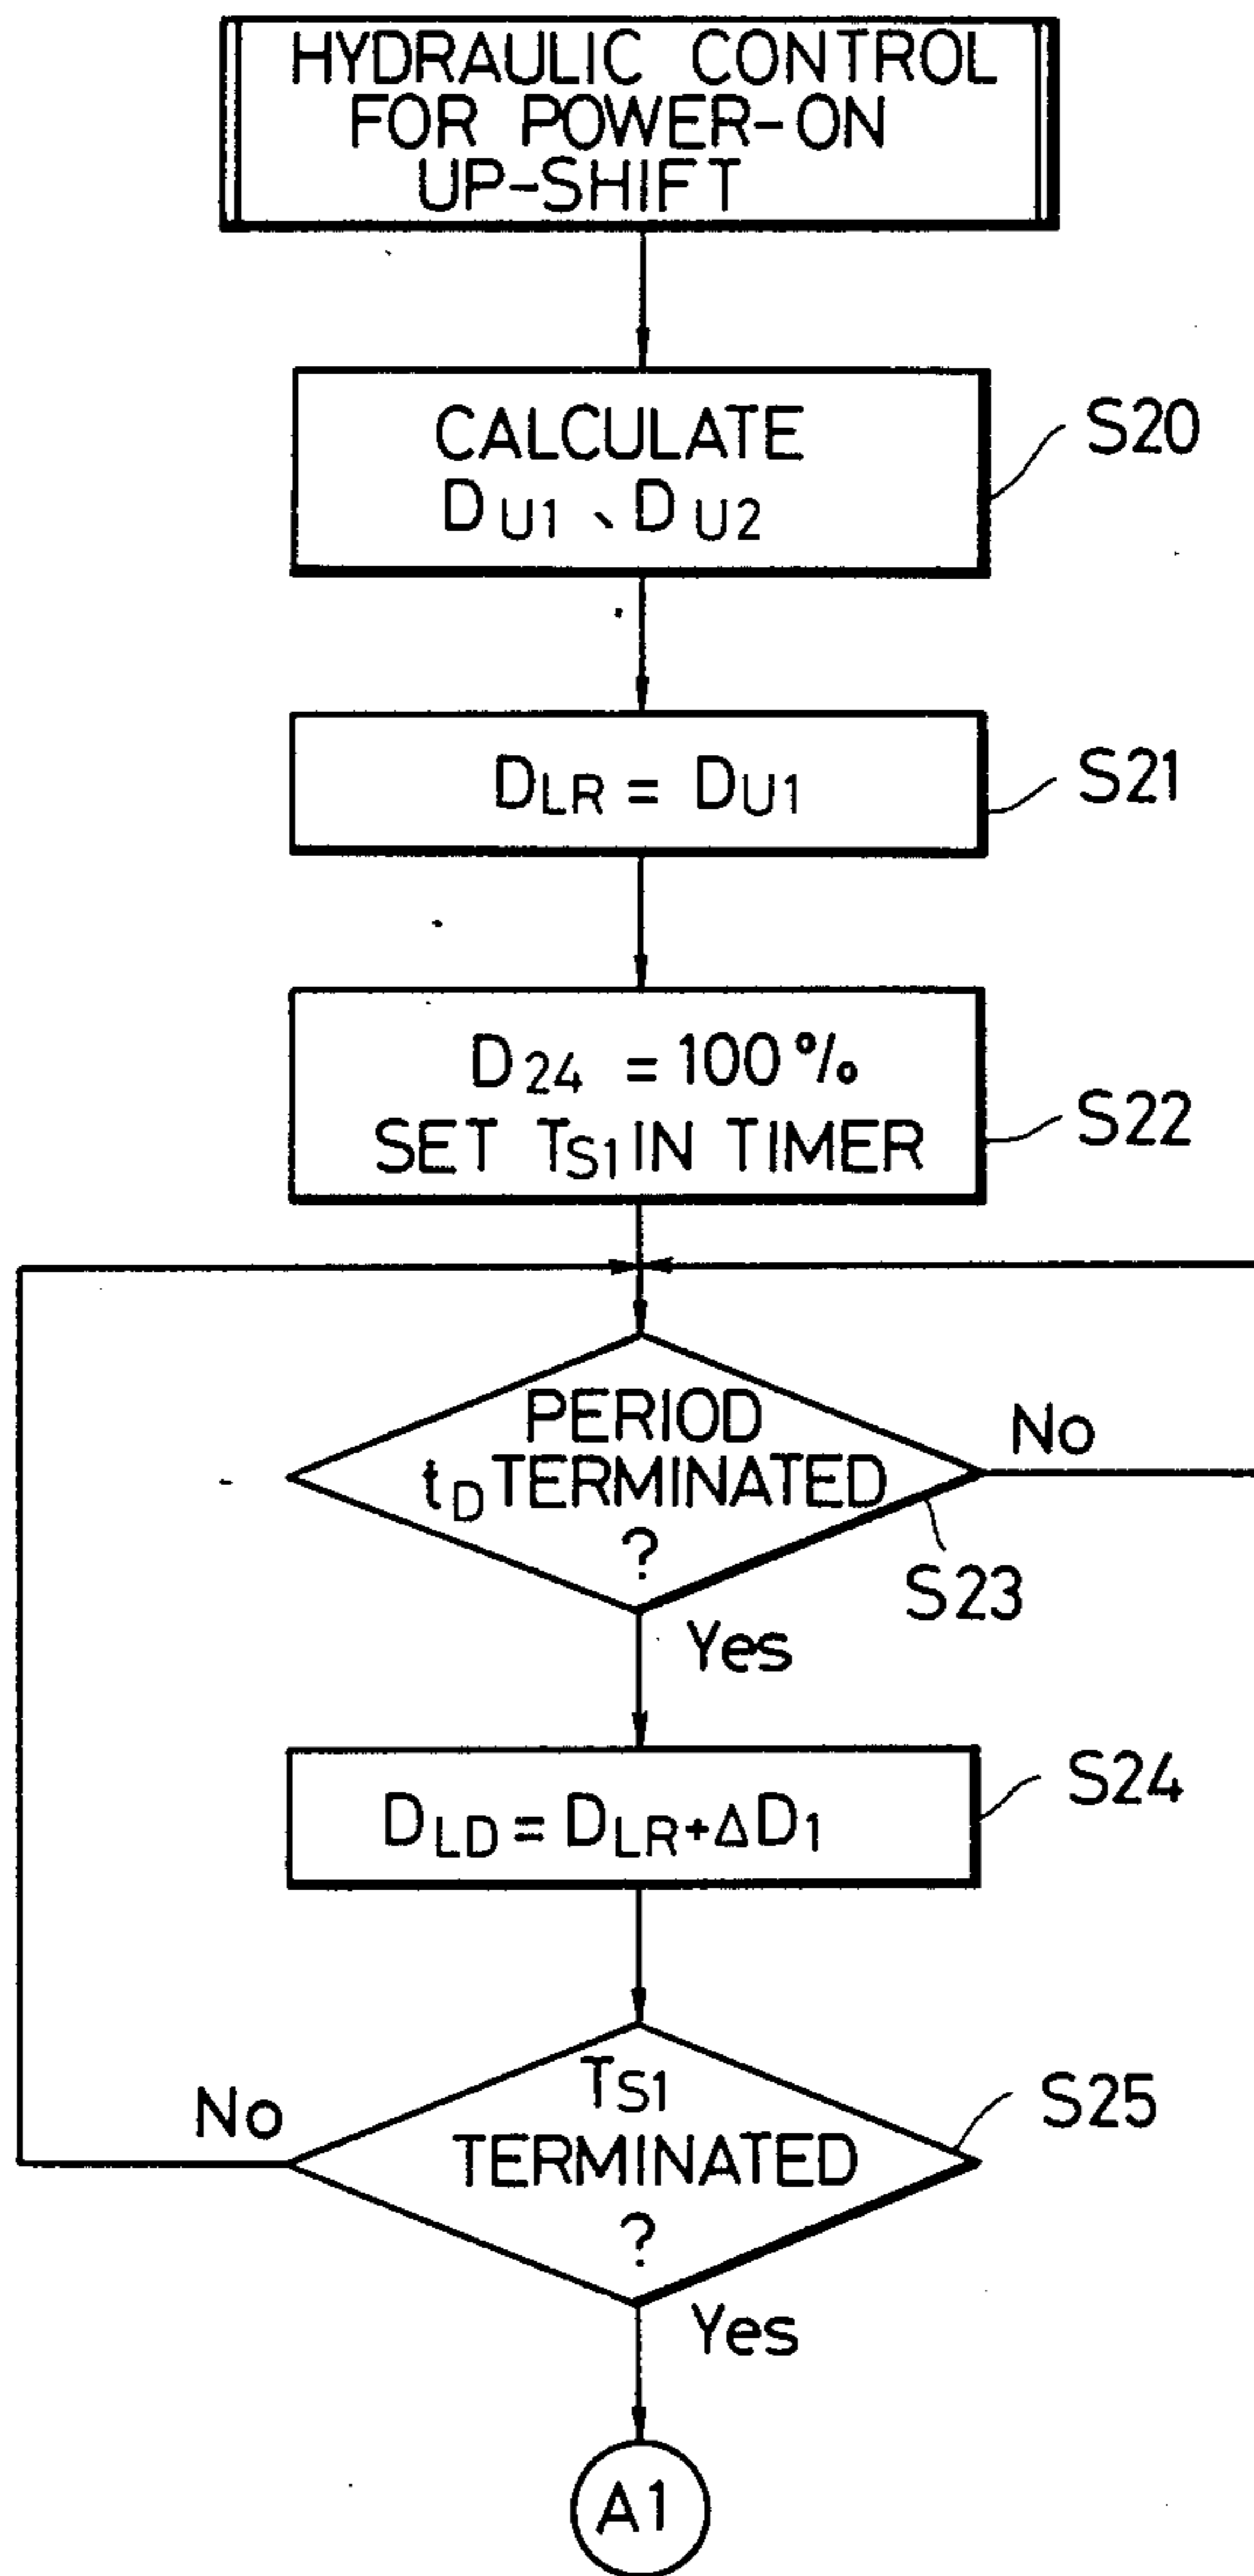 HYDRAULIC CONTROL
FOR POWER-ON
UP-SHIFT
CALCULATE
DU1、DU2
S20
DLR = DU1
S21
D24 = 100%
SET TS1 IN TIMER
S22
PERIOD
tD TERMINATED
?
No
S23
Yes
DLD = DLR+ΔD1
S24
TS1
TERMINATED
?
No
S25
Yes
A1